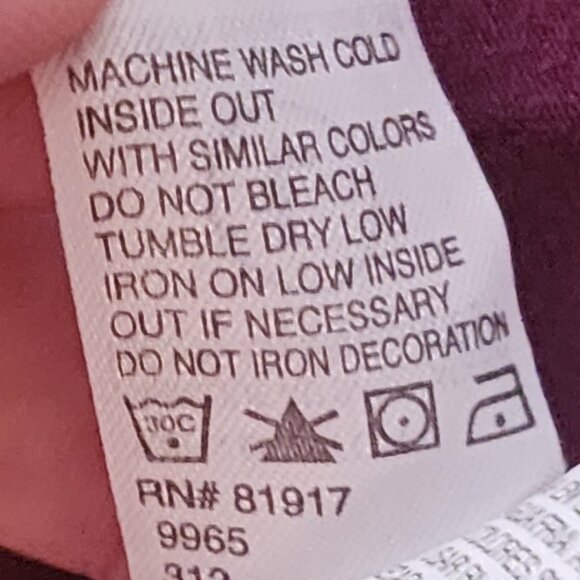 MACHINE WASH COLD
INSIDE OUT
WITH SIMILAR COLORS
DO NOT BLEACH
TUMBLE DRY LOW
IRON ON LOW INSIDE
OUT IF NECESSARY
DO NOT IRON DECORATION
30C
RN# 81917
9965
312